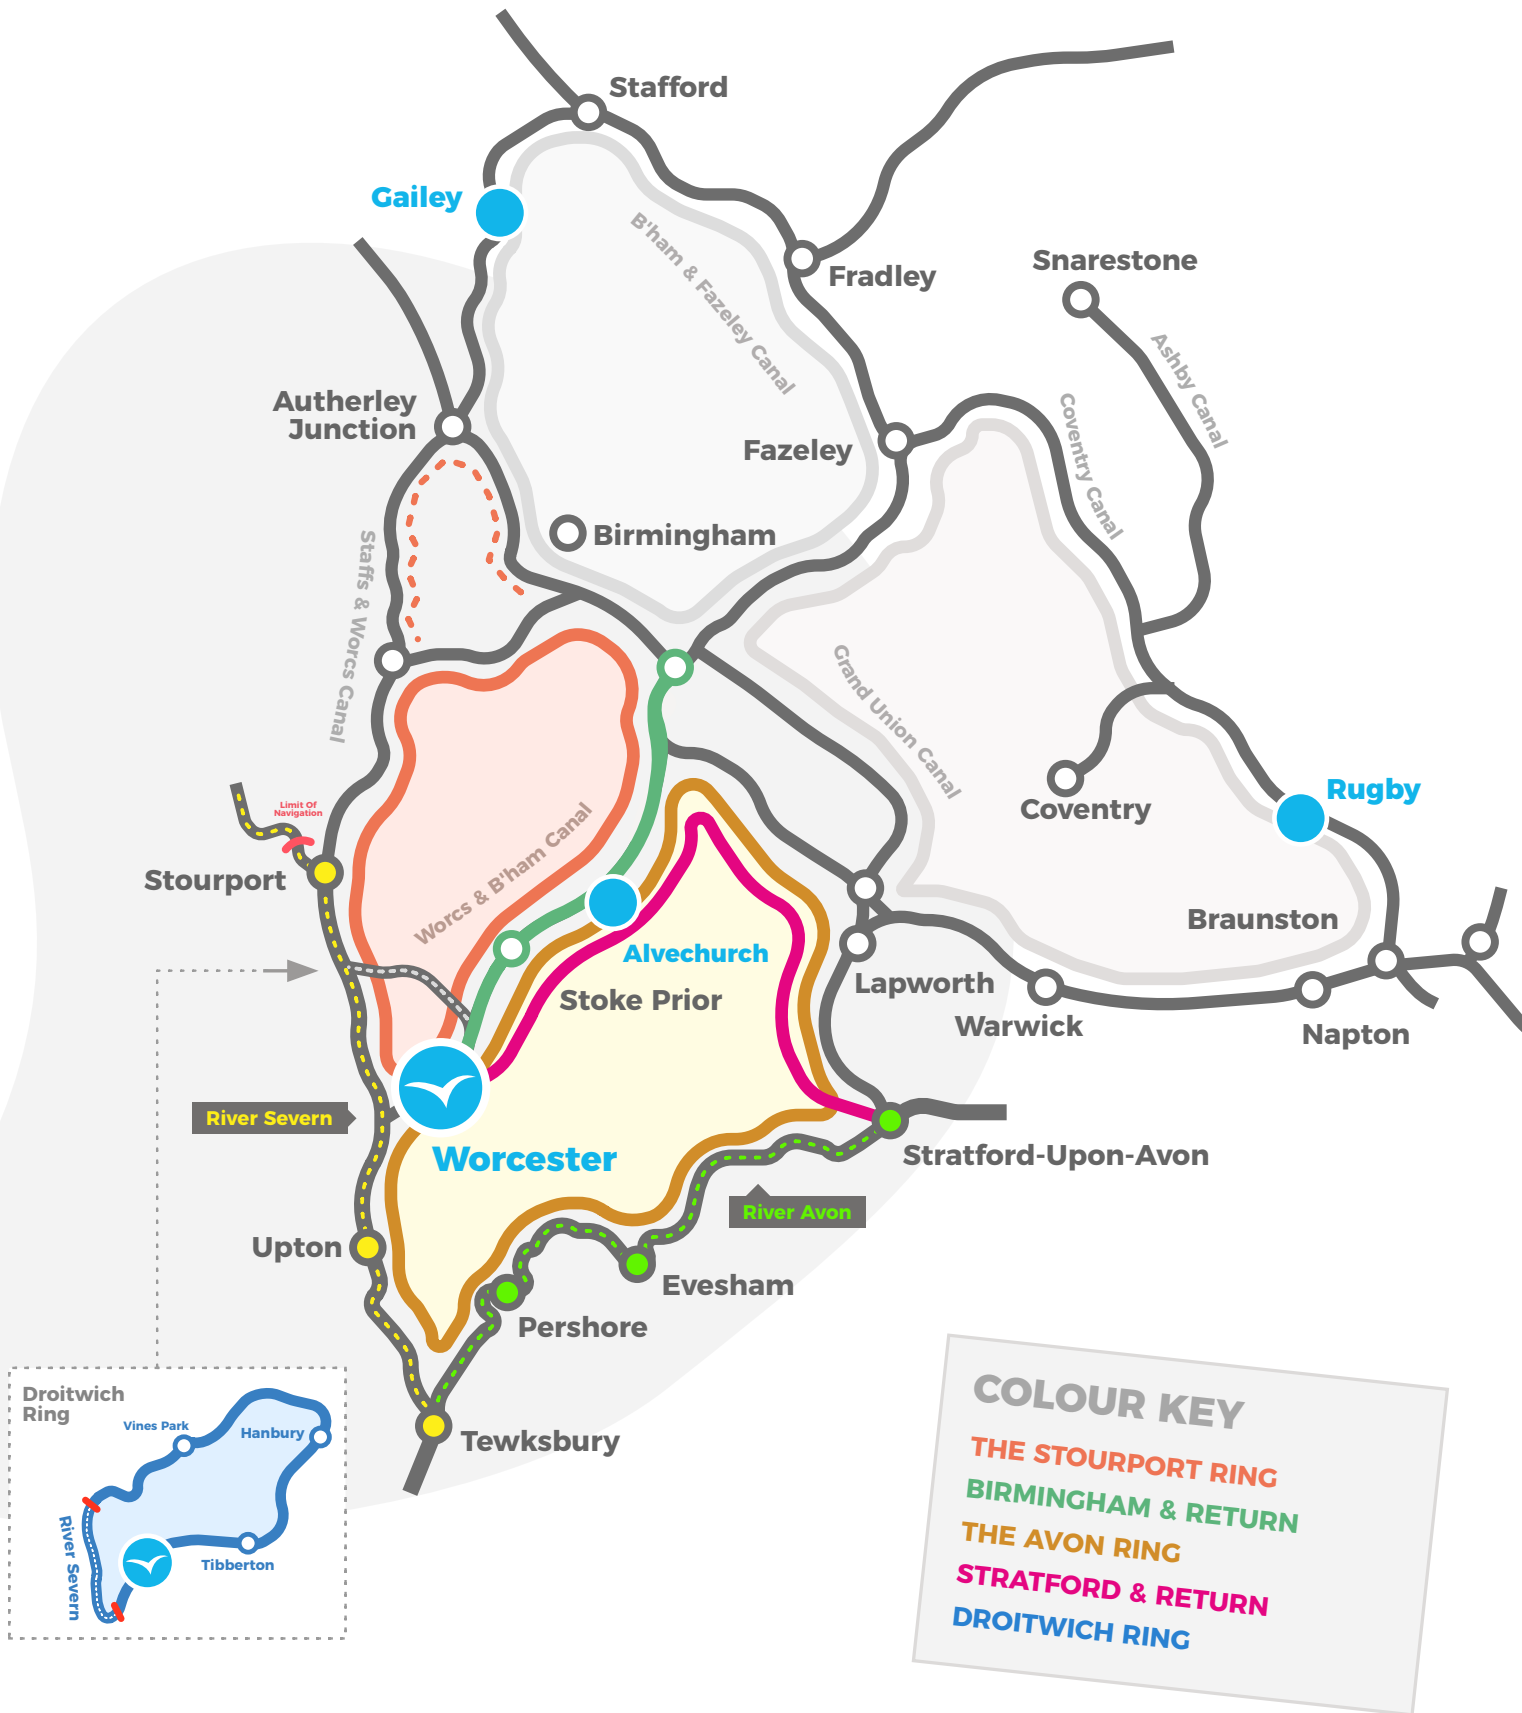 Stafford
Gailey
B'ham & Fazeley Canal
Fradley
Snarestone
Ashby Canal
Autherley
Junction
Coventry Canal
Fazeley
Birmingham
Staffs & Worcs Canal
Grand Union Canal
Coventry
Rugby
Limit Of
Navigation
Worcs & B'ham Canal
Stourport
Braunston
Alvechurch
Lapworth
Stoke Prior
Warwick
Napton
River Severn
Worcester
Stratford-Upon-Avon
River Avon
Upton
Evesham
Pershore
Tewksbury
Droitwich
Ring
Vines Park
Hanbury
River Severn
Tibberton
COLOUR KEY
THE STOURPORT RING
BIRMINGHAM & RETURN
THE AVON RING
STRATFORD & RETURN
DROITWICH RING